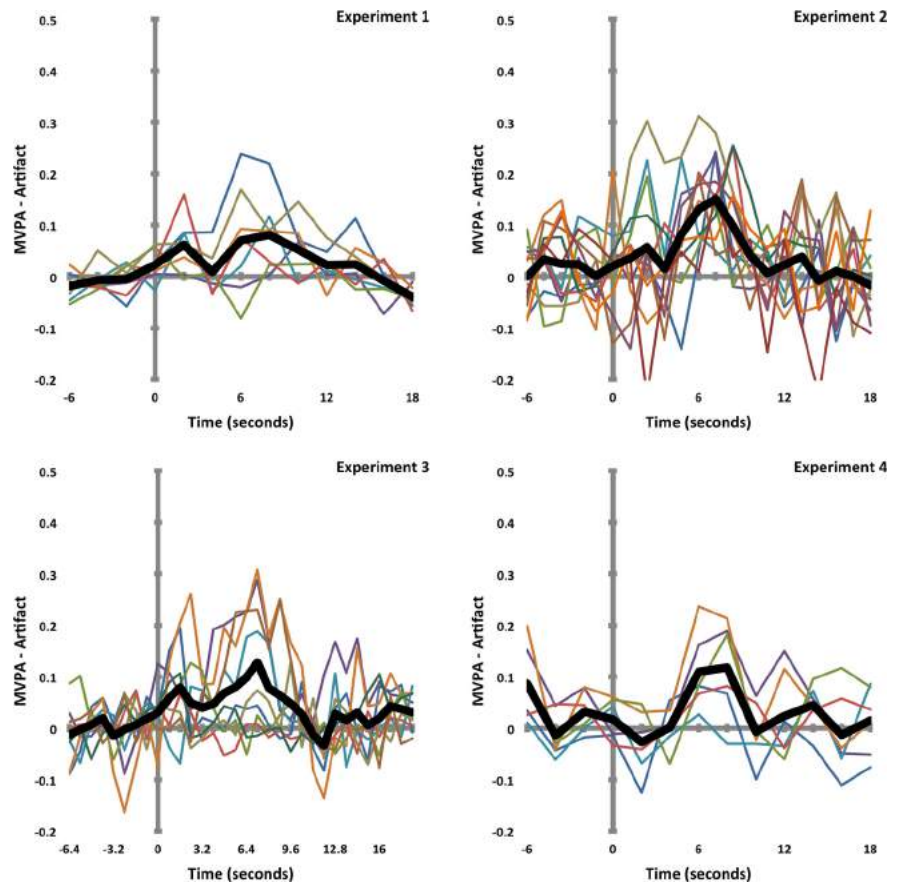 Experiment 1
0.5
0.4
0.3
0.2
0.1
0
-0.1
-0.2
MVPA - Artifact
-6 0 6 12 18
Time (seconds)
Experiment 2
0.5
0.4
0.3
0.2
0.1
0
-0.1
-0.2
MVPA - Artifact
-6 0 6 12 18
Time (seconds)
Experiment 3
0.5
0.4
0.3
0.2
0.1
0
-0.1
-0.2
MVPA - Artifact
-6.4 -3.2 0 3.2 6.4 9.6 12.8 16
Time (seconds)
Experiment 4
0.5
0.4
0.3
0.2
0.1
0
-0.1
-0.2
MVPA - Artifact
-6 0 6 12 18
Time (seconds)